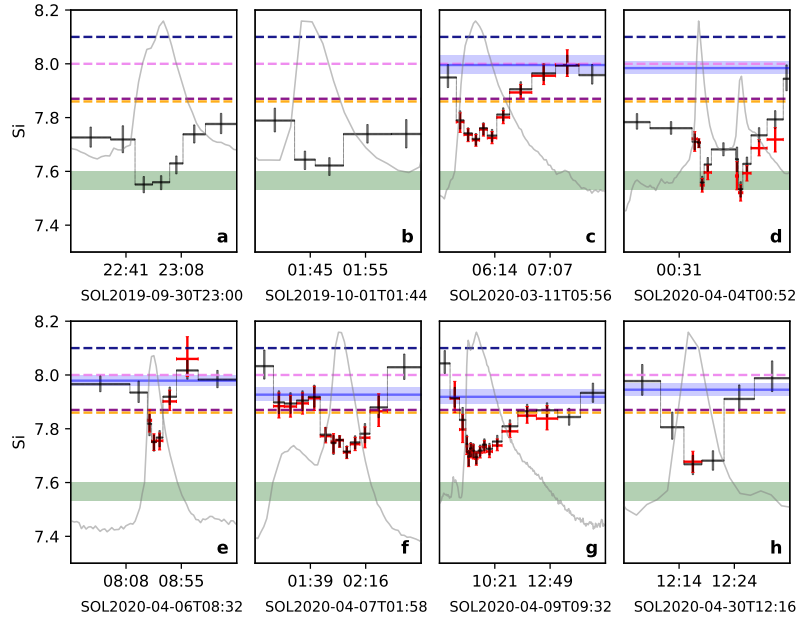 8.2
8.0
7.8
7.6
7.4
Si
a
b
c
d
22:41 23:08
01:45 01:55
06:14 07:07
00:31
SOL2019-09-30T23:00
SOL2019-10-01T01:44
SOL2020-03-11T05:56
SOL2020-04-04T00:52
8.2
8.0
7.8
7.6
7.4
Si
e
f
g
h
08:08 08:55
01:39 02:16
10:21 12:49
12:14 12:24
SOL2020-04-06T08:32
SOL2020-04-07T01:58
SOL2020-04-09T09:32
SOL2020-04-30T12:16